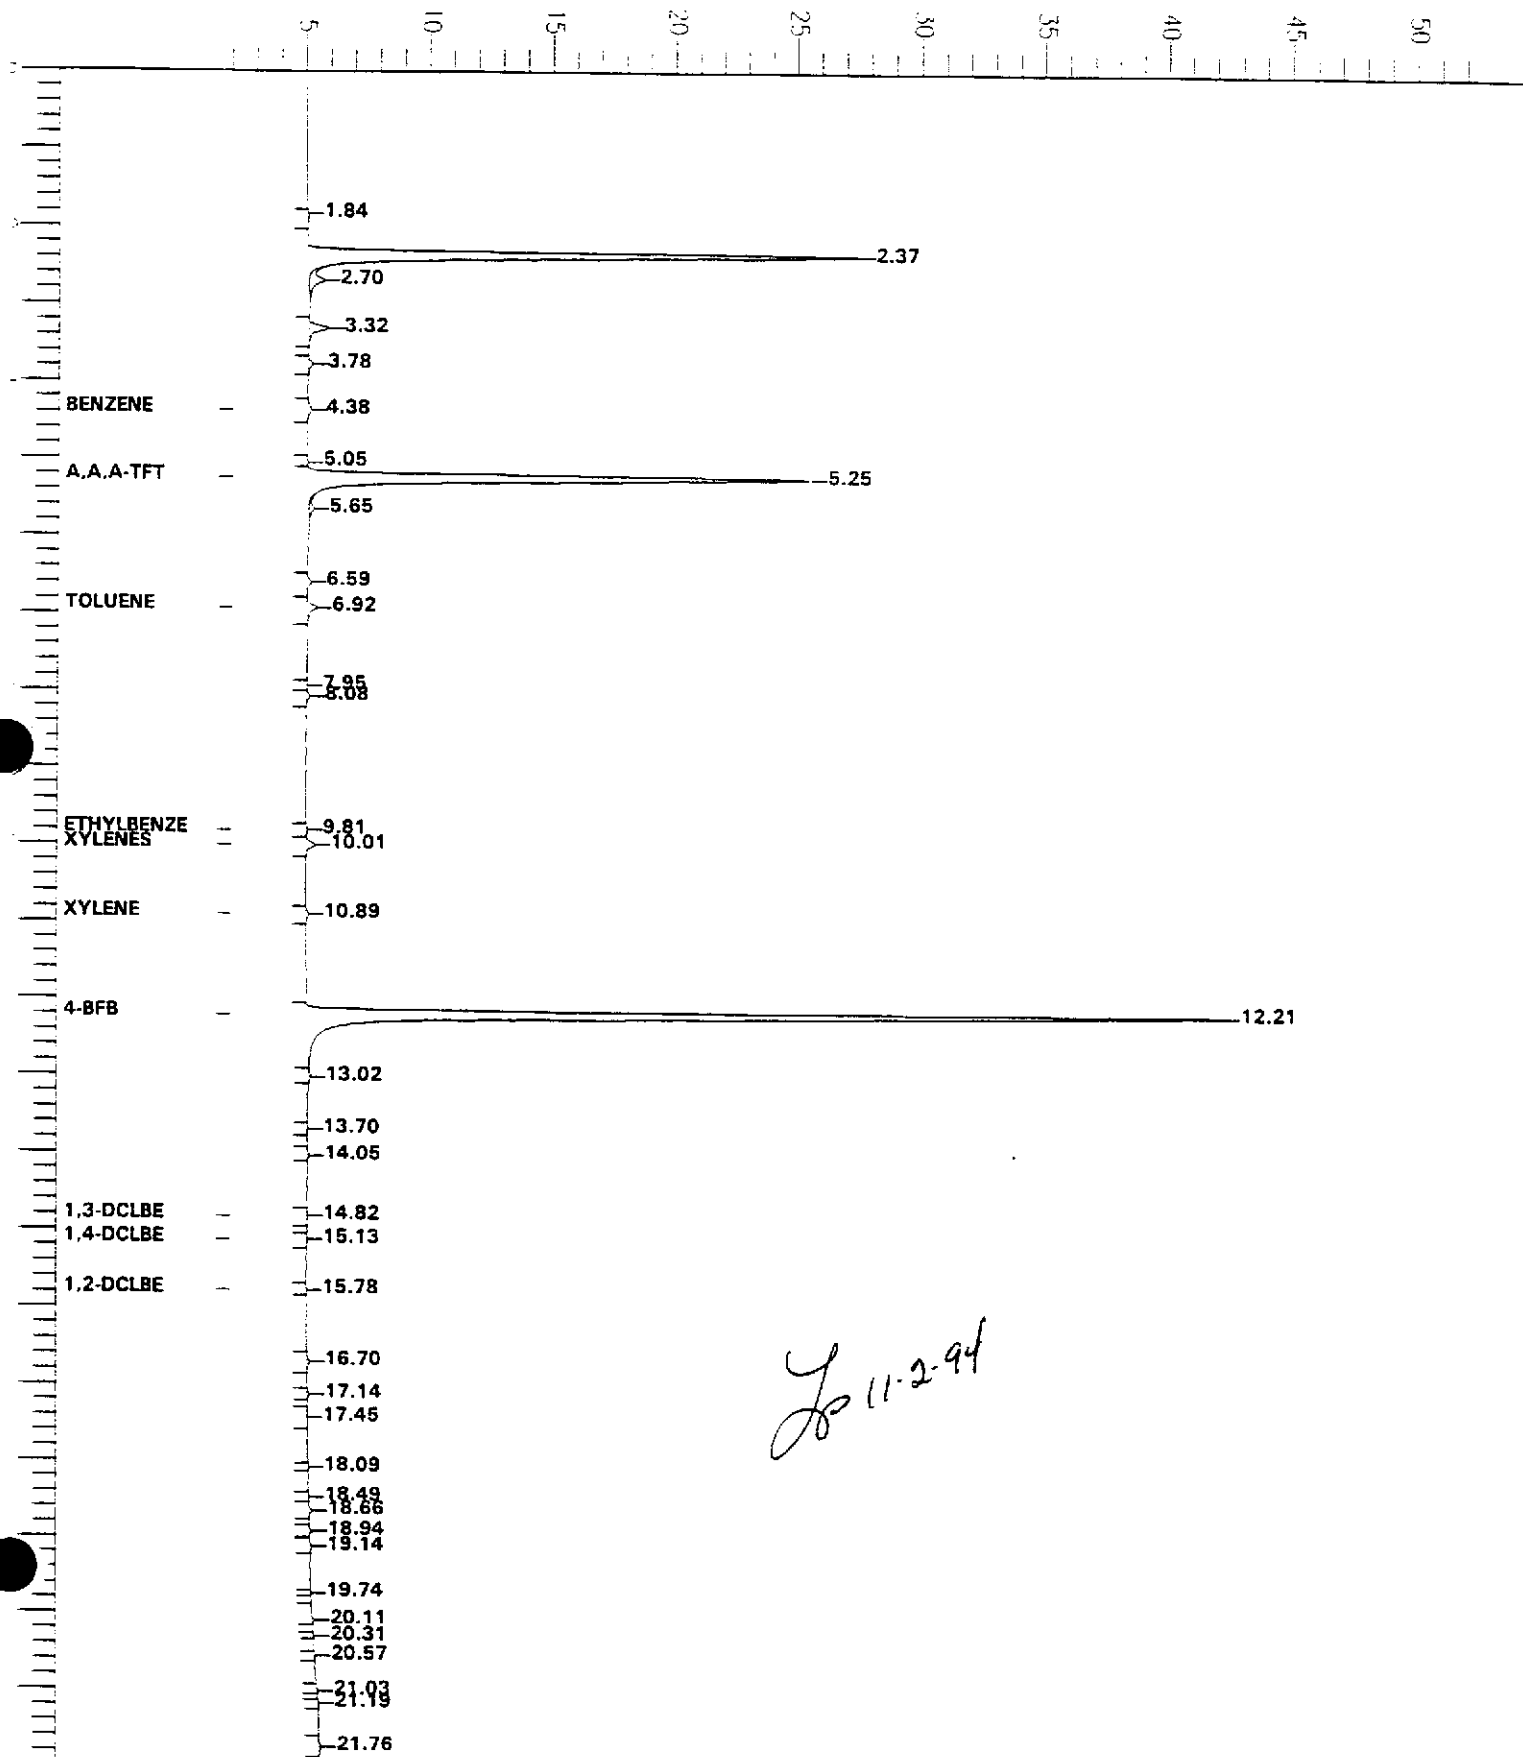 5 10 15 20 25 30 35 40 45 50
1.84
2.37
2.70
3.32
3.78
BENZENE 4.38
5.05
A,A,A-TFT 5.25
5.65
6.59
TOLUENE 6.92
7.95
8.08
ETHYLBENZE 9.81
XYLENES 10.01
XYLENE 10.89
4-BFB 12.21
13.02
13.70
14.05
1,3-DCLBE 14.82
1,4-DCLBE 15.13
1,2-DCLBE 15.78
16.70
17.14
17.45
11-2-94
18.09
18.49
18.66
18.94
19.14
19.74
20.11
20.31
20.57
21.03
21.19
21.76